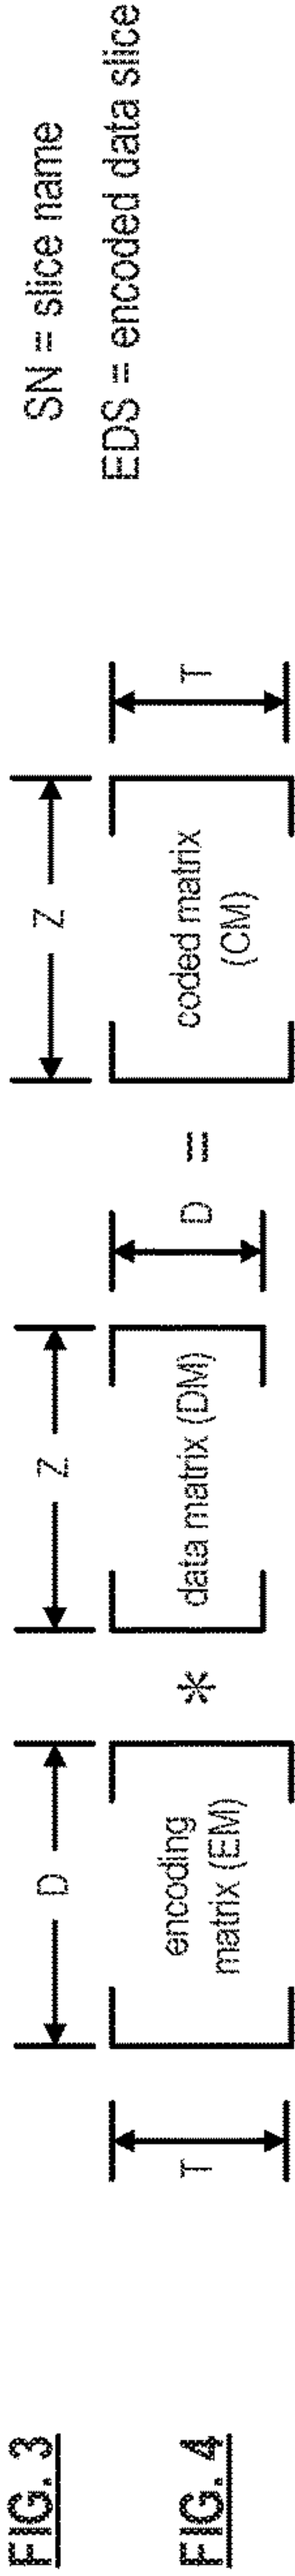 FIG. 3
SN = slice name
EDS = encoded data slice
FIG. 4
T
D
encoding
matrix (EM)
*
Z
data matrix (DM)
D
=
Z
coded matrix
(CM)
T